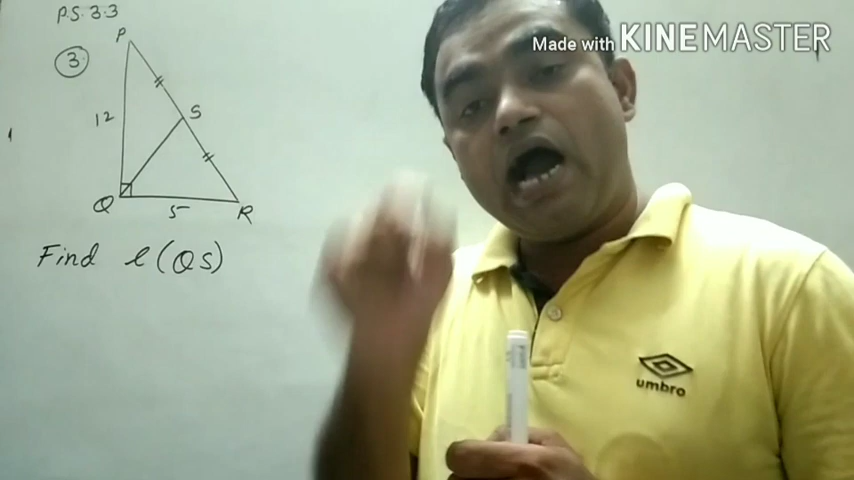 P.S. 3.3
3.
P
S
12
Q
5
R
Find l(QS)
Made with KINEMASTER
umbro